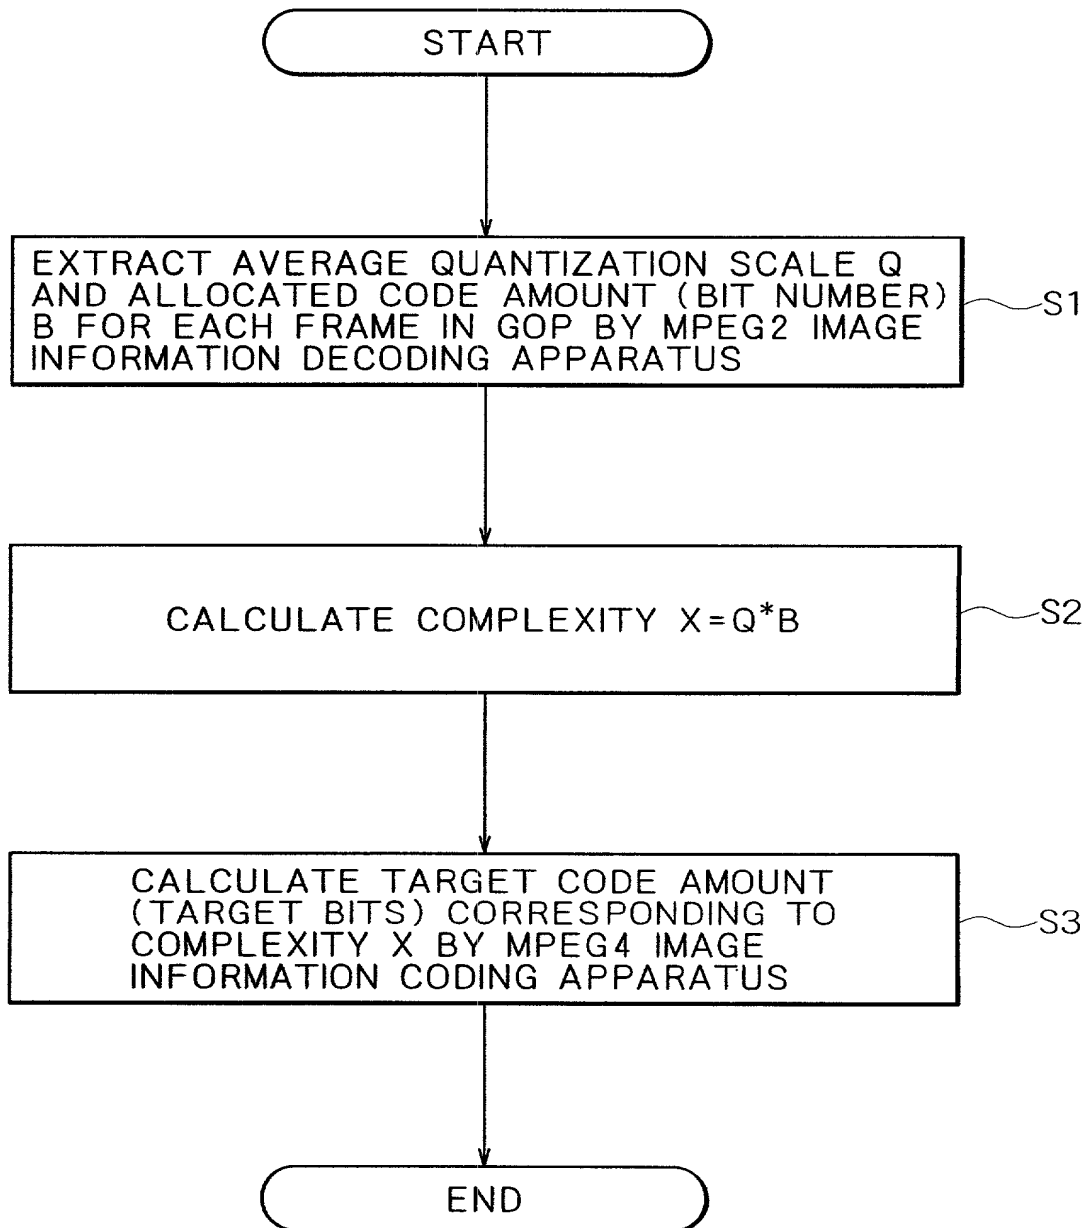 START
EXTRACT AVERAGE QUANTIZATION SCALE Q
AND ALLOCATED CODE AMOUNT (BIT NUMBER)
B FOR EACH FRAME IN GOP BY MPEG2 IMAGE
INFORMATION DECODING APPARATUS
S1
CALCULATE COMPLEXITY X=Q*B
S2
CALCULATE TARGET CODE AMOUNT
(TARGET BITS) CORRESPONDING TO
COMPLEXITY X BY MPEG4 IMAGE
INFORMATION CODING APPARATUS
S3
END